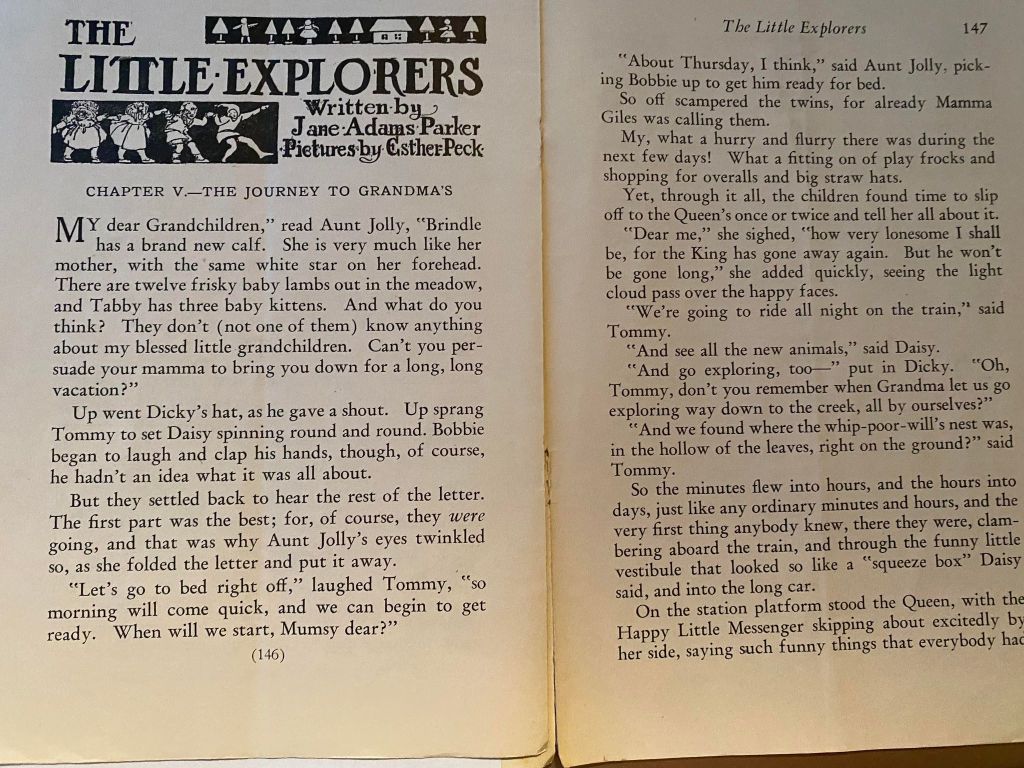 THE
LITTLE·EXPLORERS
Written·by
Jane·Adams·Parker
·Pictures·by·Esther·Peck·
CHAPTER V.—THE JOURNEY TO GRANDMA'S
MY dear Grandchildren," read Aunt Jolly, "Brindle
has a brand new calf. She is very much like her
mother, with the same white star on her forehead.
There are twelve frisky baby lambs out in the meadow,
and Tabby has three baby kittens. And what do you
think? They don't (not one of them) know anything
about my blessed little grandchildren. Can't you per-
suade your mamma to bring you down for a long, long
vacation?"
Up went Dicky's hat, as he gave a shout. Up sprang
Tommy to set Daisy spinning round and round. Bobbie
began to laugh and clap his hands, though, of course,
he hadn't an idea what it was all about.
But they settled back to hear the rest of the letter.
The first part was the best; for, of course, they were
going, and that was why Aunt Jolly's eyes twinkled
so, as she folded the letter and put it away.
"Let's go to bed right off," laughed Tommy, "so
morning will come quick, and we can begin to get
ready. When will we start, Mumsy dear?"
(146)
The Little Explorers 147
"About Thursday, I think," said Aunt Jolly, pick-
ing Bobbie up to get him ready for bed.
So off scampered the twins, for already Mamma
Giles was calling them.
My, what a hurry and flurry there was during the
next few days! What a fitting on of play frocks and
shopping for overalls and big straw hats.
Yet, through it all, the children found time to slip
off to the Queen's once or twice and tell her all about it.
"Dear me," she sighed, "how very lonesome I shall
be, for the King has gone away again. But he won't
be gone long," she added quickly, seeing the light
cloud pass over the happy faces.
"We're going to ride all night on the train," said
Tommy.
"And see all the new animals," said Daisy.
"And go exploring, too—" put in Dicky. "Oh,
Tommy, don't you remember when Grandma let us go
exploring way down to the creek, all by ourselves?"
"And we found where the whip-poor-will's nest was,
in the hollow of the leaves, right on the ground?" said
Tommy.
So the minutes flew into hours, and the hours into
days, just like any ordinary minutes and hours, and the
very first thing anybody knew, there they were, clam-
bering aboard the train, and through the funny little
vestibule that looked so like a "squeeze box" Daisy
said, and into the long car.
On the station platform stood the Queen, with the
Happy Little Messenger skipping about excitedly by
her side, saying such funny things that everybody had